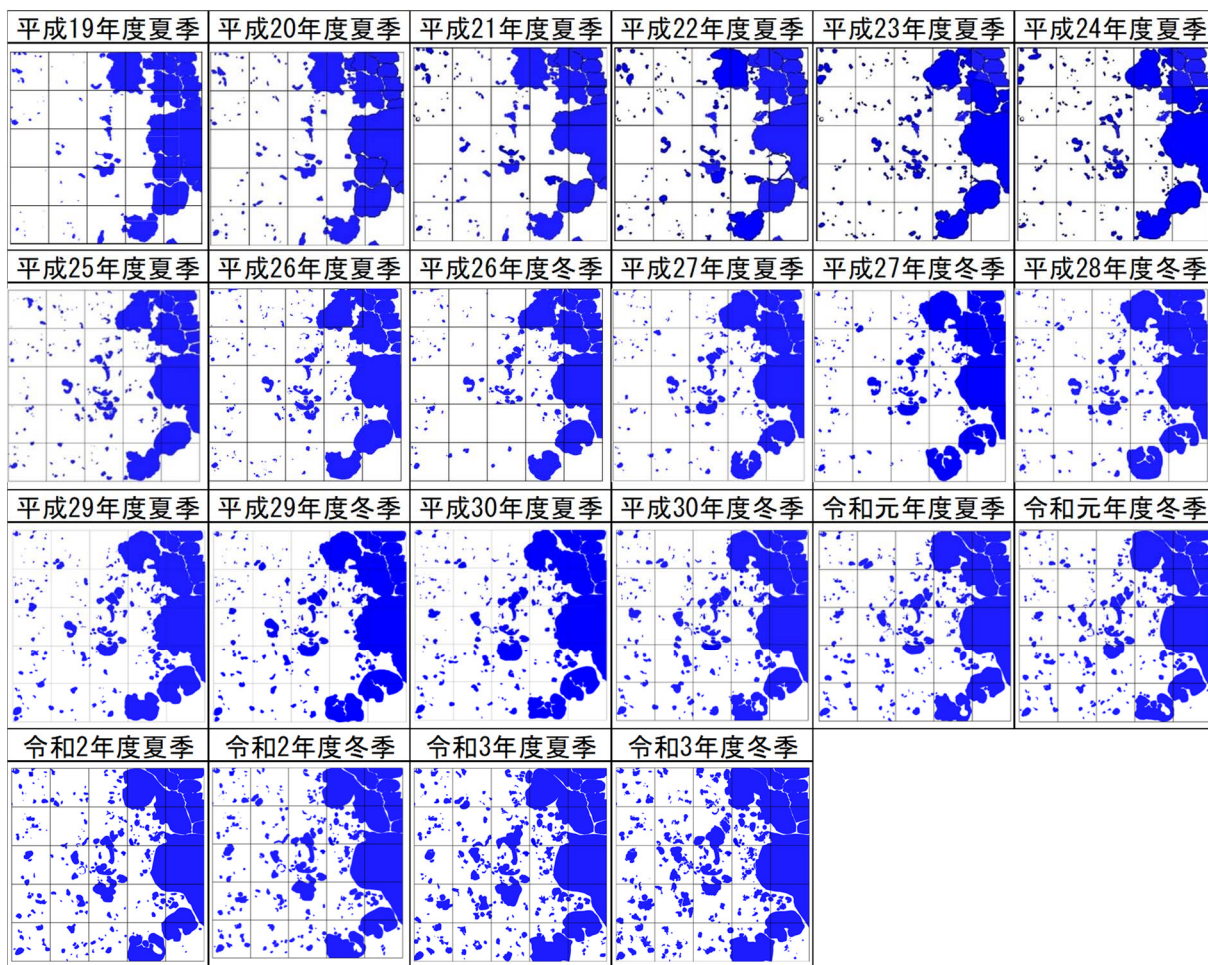 平成19年度夏季 平成20年度夏季 平成21年度夏季 平成22年度夏季 平成23年度夏季 平成24年度夏季
平成25年度夏季 平成26年度夏季 平成26年度冬季 平成27年度夏季 平成27年度冬季 平成28年度冬季
平成29年度夏季 平成29年度冬季 平成30年度夏季 平成30年度冬季 令和元年度夏季 令和元年度冬季
令和2年度夏季 令和2年度冬季 令和3年度夏季 令和3年度冬季